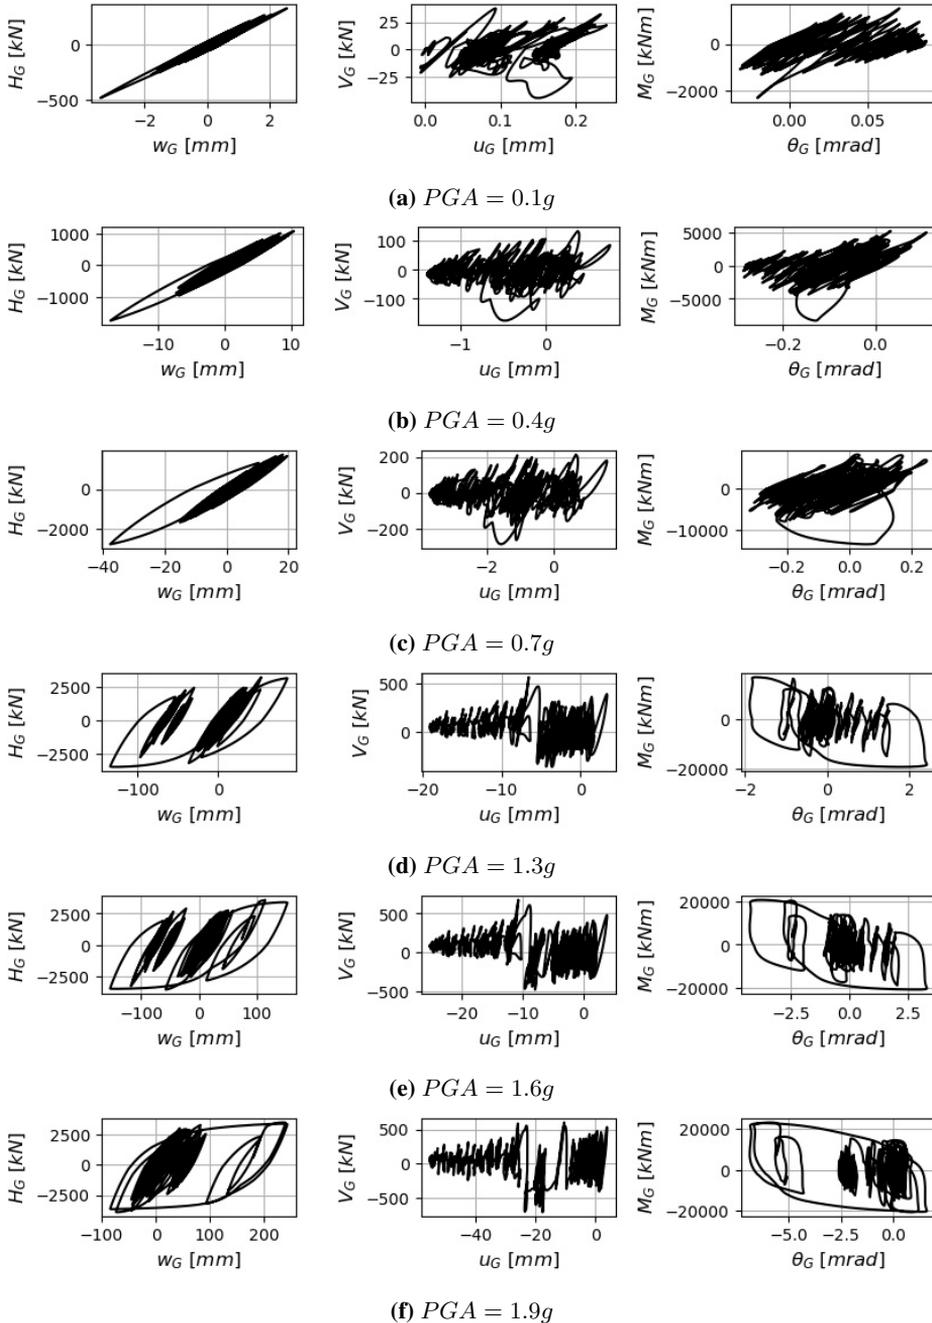 H_G [kN]
0
−500
−2
0
2
w_G [mm]
V_G [kN]
25
0
−25
0.0
0.1
0.2
u_G [mm]
M_G [kNm]
0
−2000
0.00
0.05
θ_G [mrad]
(a) PGA = 0.1g
H_G [kN]
1000
0
−1000
−10
0
10
w_G [mm]
V_G [kN]
100
0
−100
−1
0
u_G [mm]
M_G [kNm]
5000
0
−5000
−0.2
0.0
θ_G [mrad]
(b) PGA = 0.4g
H_G [kN]
0
−2000
−40
−20
0
20
w_G [mm]
V_G [kN]
200
0
−200
−2
0
u_G [mm]
M_G [kNm]
0
−10000
−0.2
0.0
0.2
θ_G [mrad]
(c) PGA = 0.7g
H_G [kN]
2500
0
−2500
−100
0
w_G [mm]
V_G [kN]
500
0
−20
−10
0
u_G [mm]
M_G [kNm]
0
−20000
−2
0
2
θ_G [mrad]
(d) PGA = 1.3g
H_G [kN]
2500
0
−2500
−100
0
100
w_G [mm]
V_G [kN]
500
0
−500
−20
−10
0
u_G [mm]
M_G [kNm]
20000
0
−20000
−2.5
0.0
2.5
θ_G [mrad]
(e) PGA = 1.6g
H_G [kN]
2500
0
−2500
−100
0
100
200
w_G [mm]
V_G [kN]
500
0
−500
−40
−20
0
u_G [mm]
M_G [kNm]
20000
0
−20000
−5.0
−2.5
0.0
θ_G [mrad]
(f) PGA = 1.9g